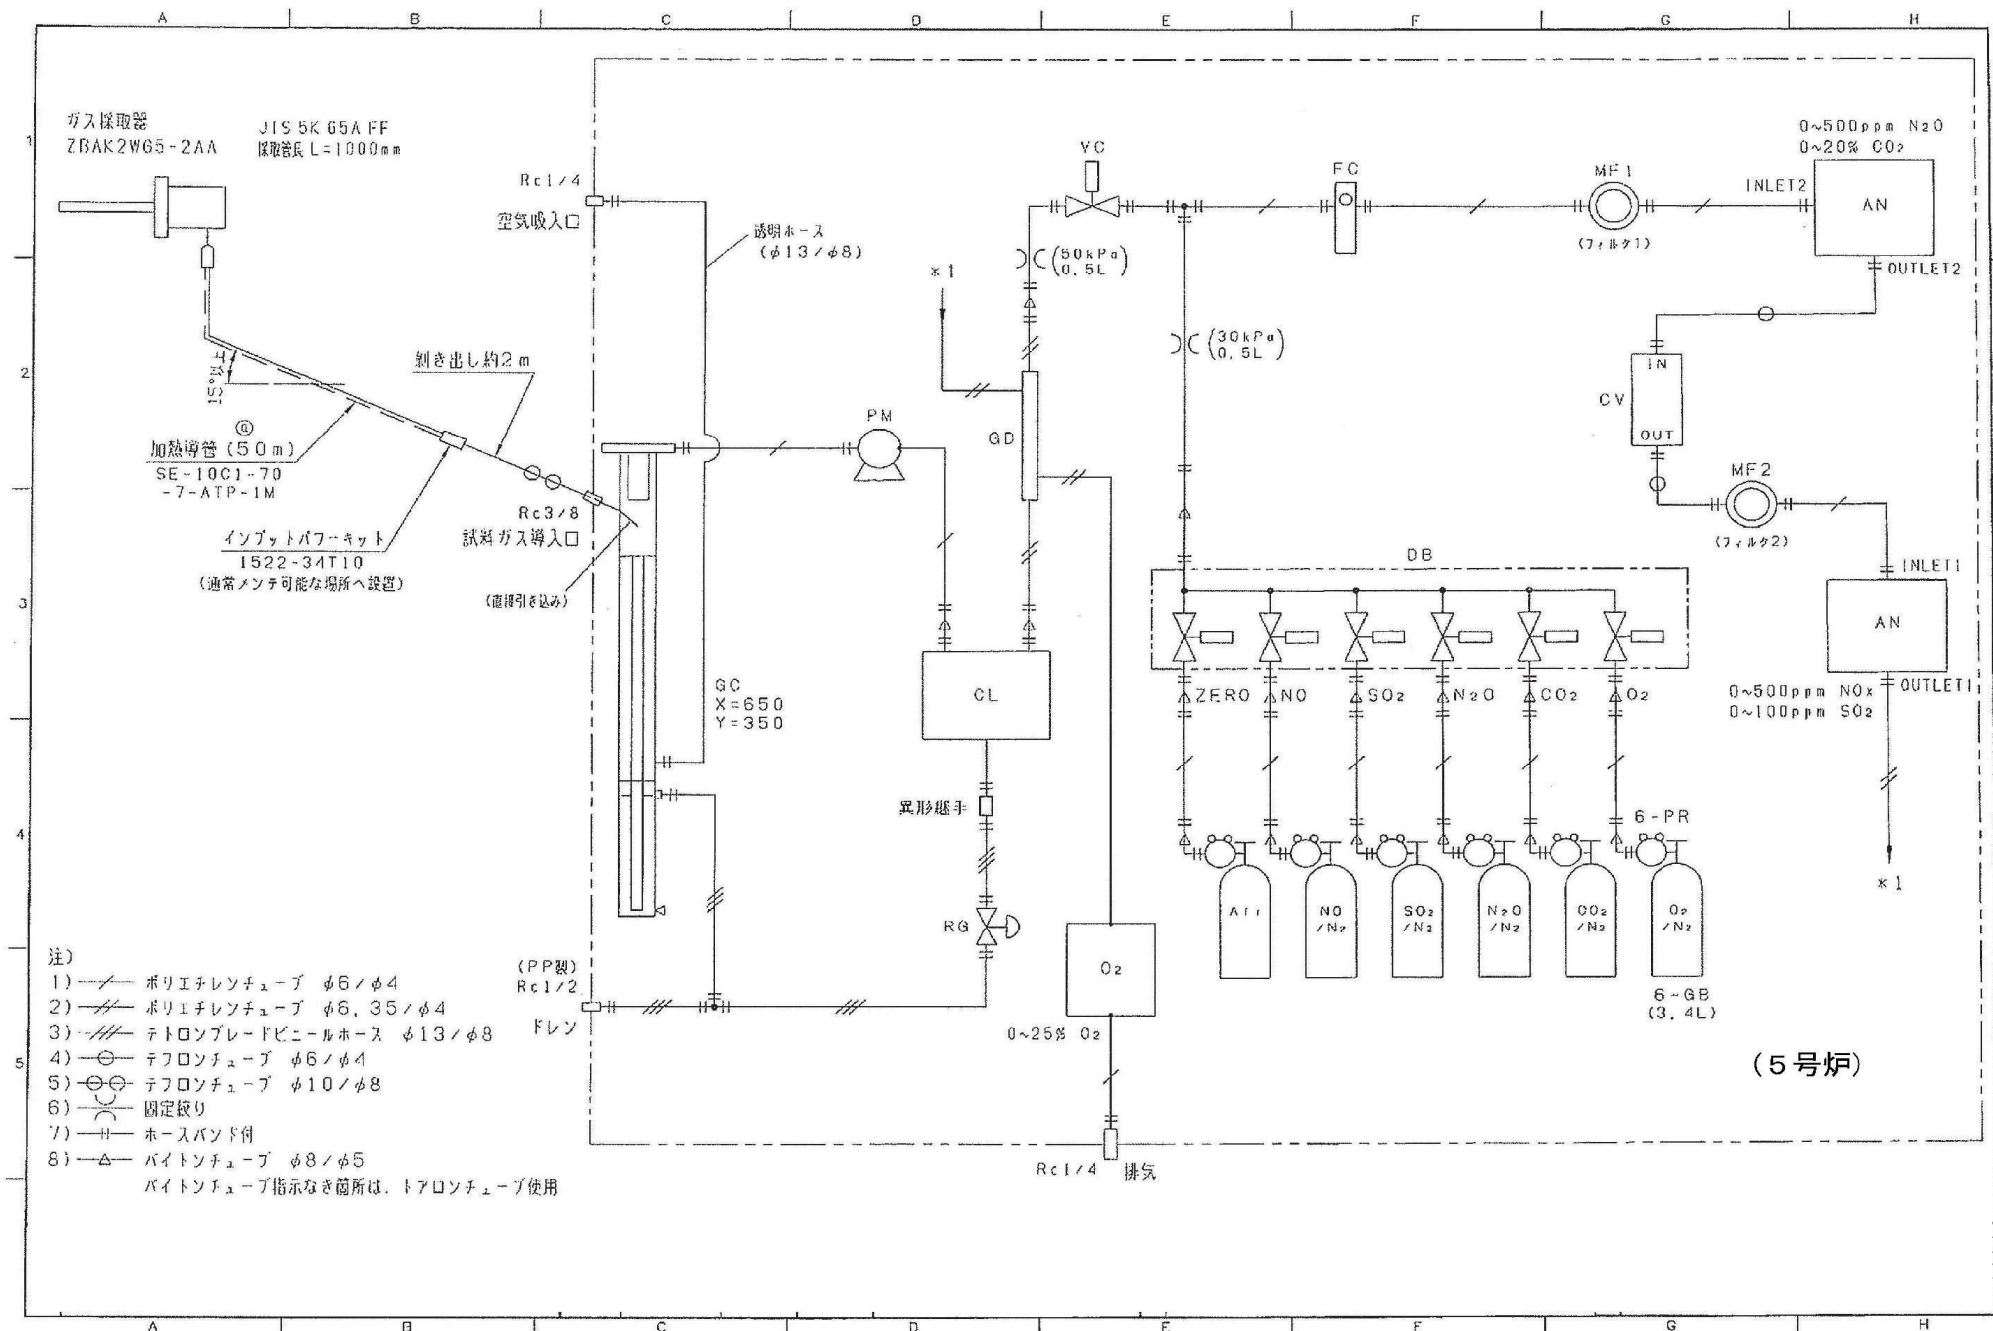 A B C D E F G H
1
2
3
4
5
ガス採取器
ZBAK2W65-2AA
JIS 5K 65A FF
採取管長 L=1000mm
15°以上
剝き出し約2m
ⓐ
加熱導管(50m)
SE-10C1-70
-7-ATP-1M
インプットパワーキット
1522-34T10
(通常メンテ可能な場所へ設置)
Rc1/4
空気吸入口
透明ホース
(φ13/φ8)
Rc3/8
試料ガス導入口
(直接引き込み)
GC
X=650
Y=350
(PP製)
Rc1/2
ドレン
PM
*1
GD
CL
異形継手
RG
VC
(50kPa)
0.5L
(30kPa)
0.5L
FC
MF1
(フィルタ1)
0~500ppm N₂O
0~20% CO₂
INLET2
AN
OUTLET2
IN
CV
OUT
MF2
(フィルタ2)
INLET1
AN
OUTLET1
0~500ppm NOx
0~100ppm SO₂
*1
DB
ZERO
NO
SO₂
N₂O
CO₂
O₂
6-PR
Air
NO
/N₂
SO₂
/N₂
N₂O
/N₂
CO₂
/N₂
O₂
/N₂
6-GB
(3.4L)
O₂
0~25% O₂
Rc1/4 排気
(5号炉)
注)
1) ポリエチレンチューブ φ6/φ4
2) ポリエチレンチューブ φ6.35/φ4
3) テトロンブレードビニールホース φ13/φ8
4) テフロンチューブ φ6/φ4
5) テフロンチューブ φ10/φ8
6) 固定絞り
7) ホースバンド付
8) バイトンチューブ φ8/φ5
バイトンチューブ指示なき箇所は、トアロンチューブ使用
A B C D E F G H